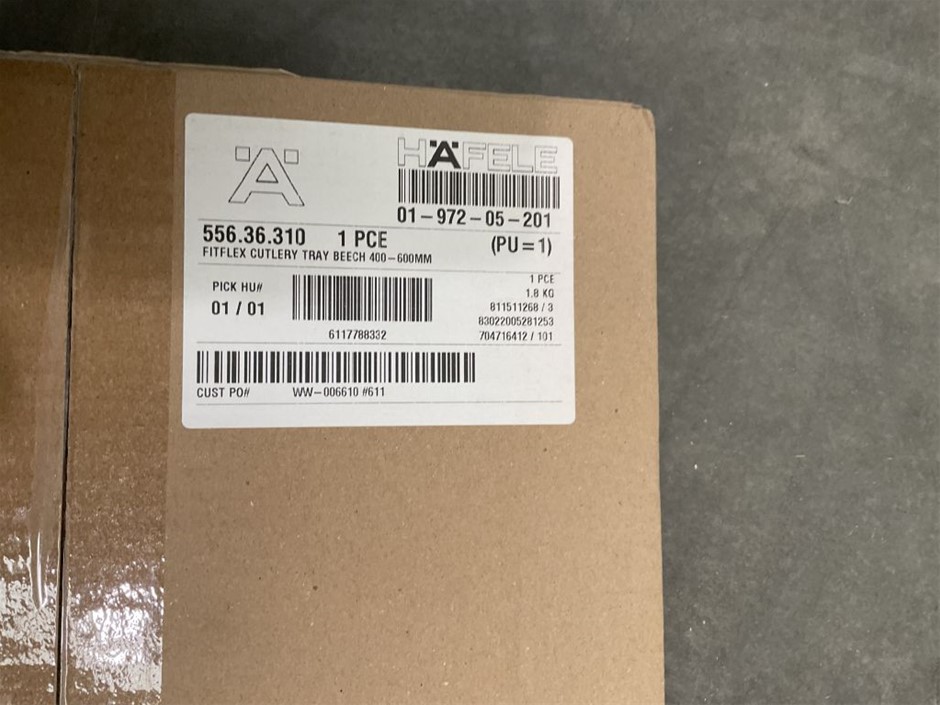 Ä HÄFELE
01-972-05-201
556.36.310 1 PCE (PU=1)
FITFLEX CUTLERY TRAY BEECH 400-600MM
PICK HU#
01 / 01
6117788332
1 PCE
1.8 KG
811511268 / 3
83022005281253
704716412 / 101
CUST PO# WW-006610 #611